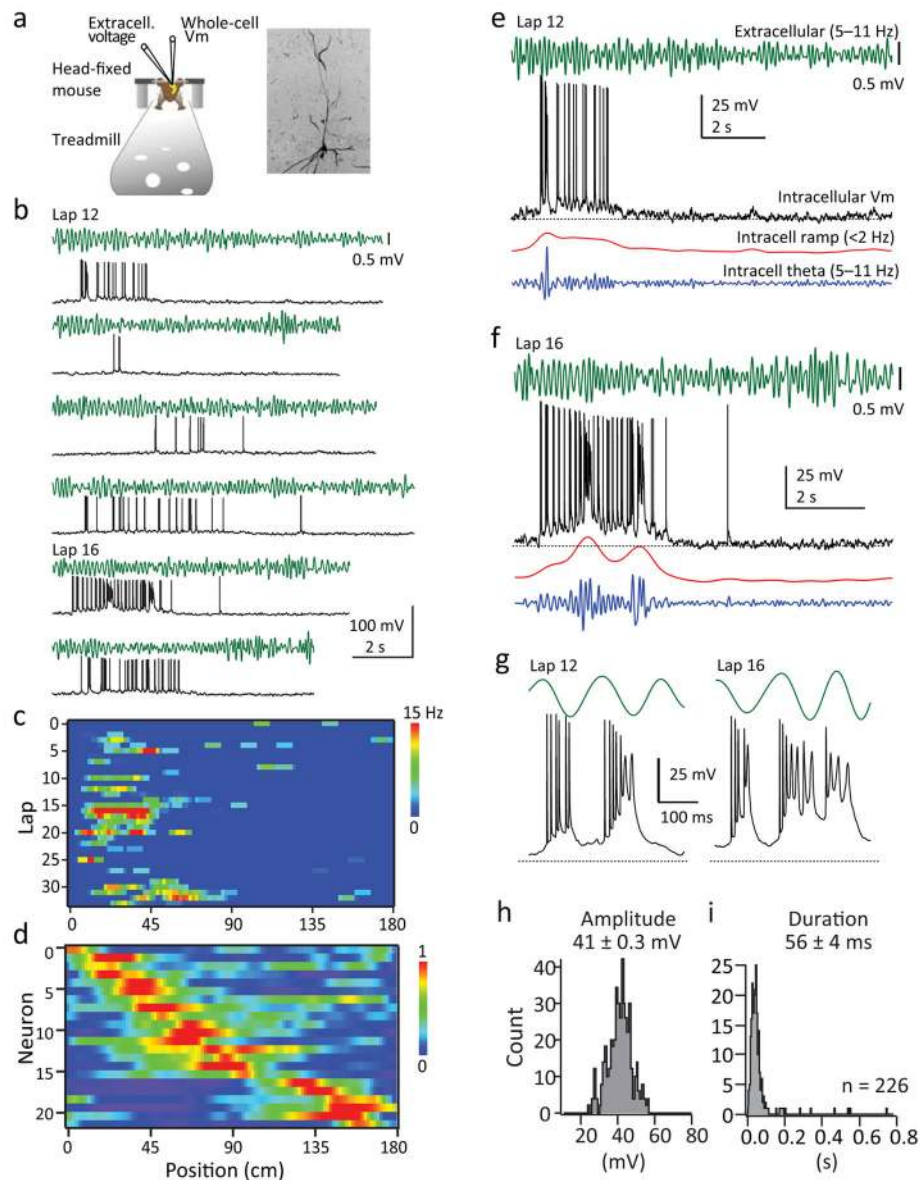 a
Extracell. voltage
Whole-cell Vm
Head-fixed mouse
Treadmill
b
Lap 12
0.5 mV
Lap 16
100 mV
2 s
c
15 Hz
0
Lap
0
5
10
15
20
25
30
0
45
90
135
180
d
1
0
Neuron
0
5
10
15
20
0
45
90
135
180
Position (cm)
e
Lap 12
Extracellular (5–11 Hz)
0.5 mV
25 mV
2 s
Intracellular Vm
Intracell ramp (<2 Hz)
Intracell theta (5–11 Hz)
f
Lap 16
0.5 mV
25 mV
2 s
g
Lap 12
Lap 16
25 mV
100 ms
h
Amplitude
41 ± 0.3 mV
Count
40
30
20
10
0
20
40
60
80
(mV)
i
Duration
56 ± 4 ms
25
20
15
10
5
0
n = 226
0.0
0.2
0.4
0.6
0.8
(s)